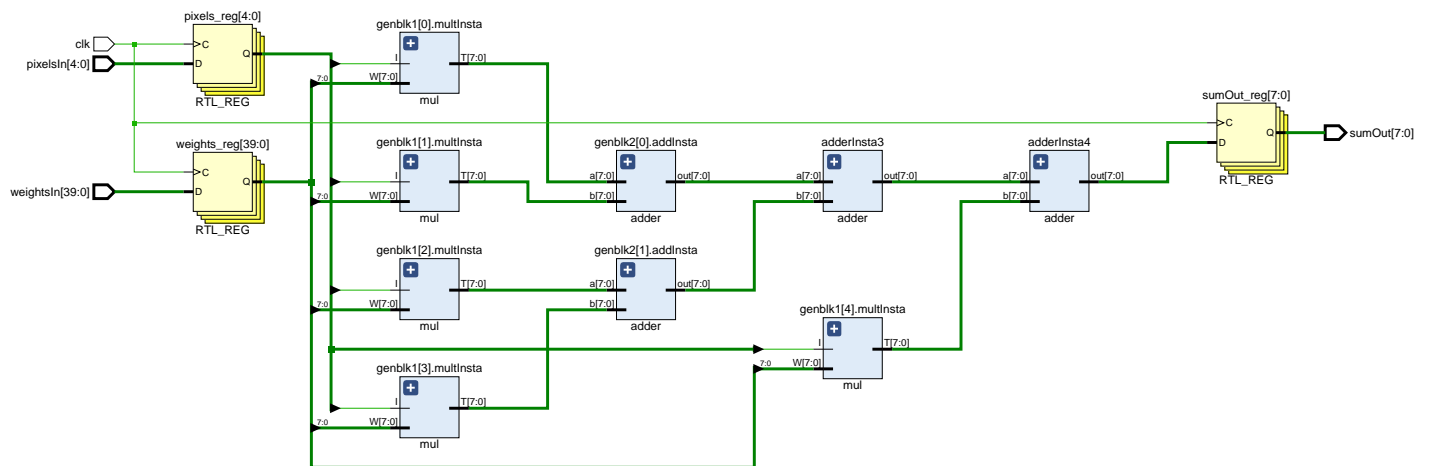 pixels_reg[4:0]
clk
pixelsIn[4:0]
C
D
Q
RTL_REG
weights_reg[39:0]
weightsIn[39:0]
C
D
Q
RTL_REG
genblk1[0].multInsta
I
7:0
W[7:0]
T[7:0]
mul
genblk1[1].multInsta
I
7:0
W[7:0]
T[7:0]
mul
genblk1[2].multInsta
I
7:0
W[7:0]
T[7:0]
mul
genblk1[3].multInsta
I
7:0
W[7:0]
T[7:0]
mul
genblk2[0].addInsta
a[7:0]
b[7:0]
out[7:0]
adder
genblk2[1].addInsta
a[7:0]
b[7:0]
out[7:0]
adder
adderInsta3
a[7:0]
b[7:0]
out[7:0]
adder
genblk1[4].multInsta
I
7:0
W[7:0]
T[7:0]
mul
adderInsta4
a[7:0]
b[7:0]
out[7:0]
adder
sumOut_reg[7:0]
C
D
Q
RTL_REG
sumOut[7:0]